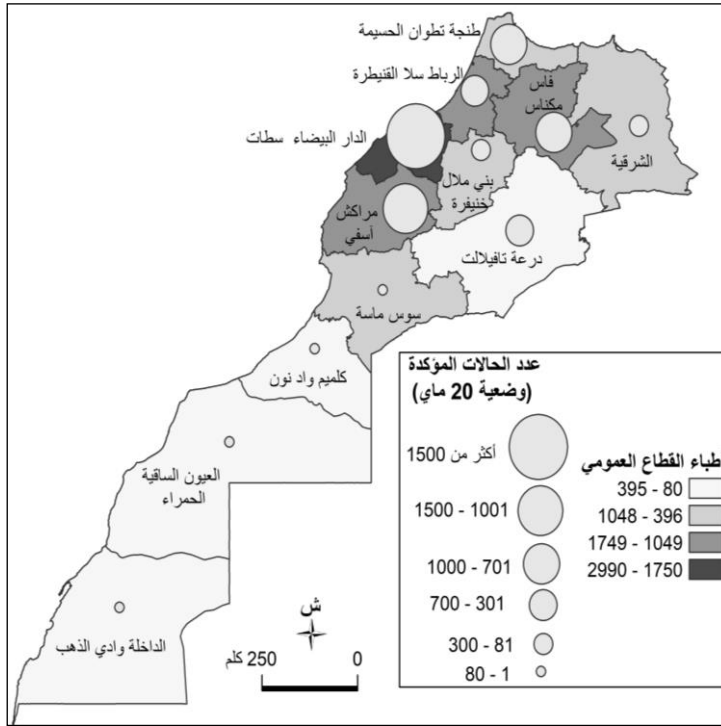 طنجة تطوان الحسيمة
الرباط سلا القنيطرة
فاس
مكناس
الدار البيضاء سطات
الشرقية
بني ملال
خنيفرة
مراكش
أسفي
درعة تافيلالت
سوس ماسة
كلميم واد نون
العيون الساقية
الحمراء
الداخلة وادي الذهب
ش
250 كلم
0
عدد الحالات المؤكدة
(وضعية 20 ماي)
أكثر من 1500
1001 - 1500
701 - 1000
301 - 700
81 - 300
1 - 80
طباء القطاع العمومي
80 - 395
396 - 1048
1049 - 1749
1750 - 2990